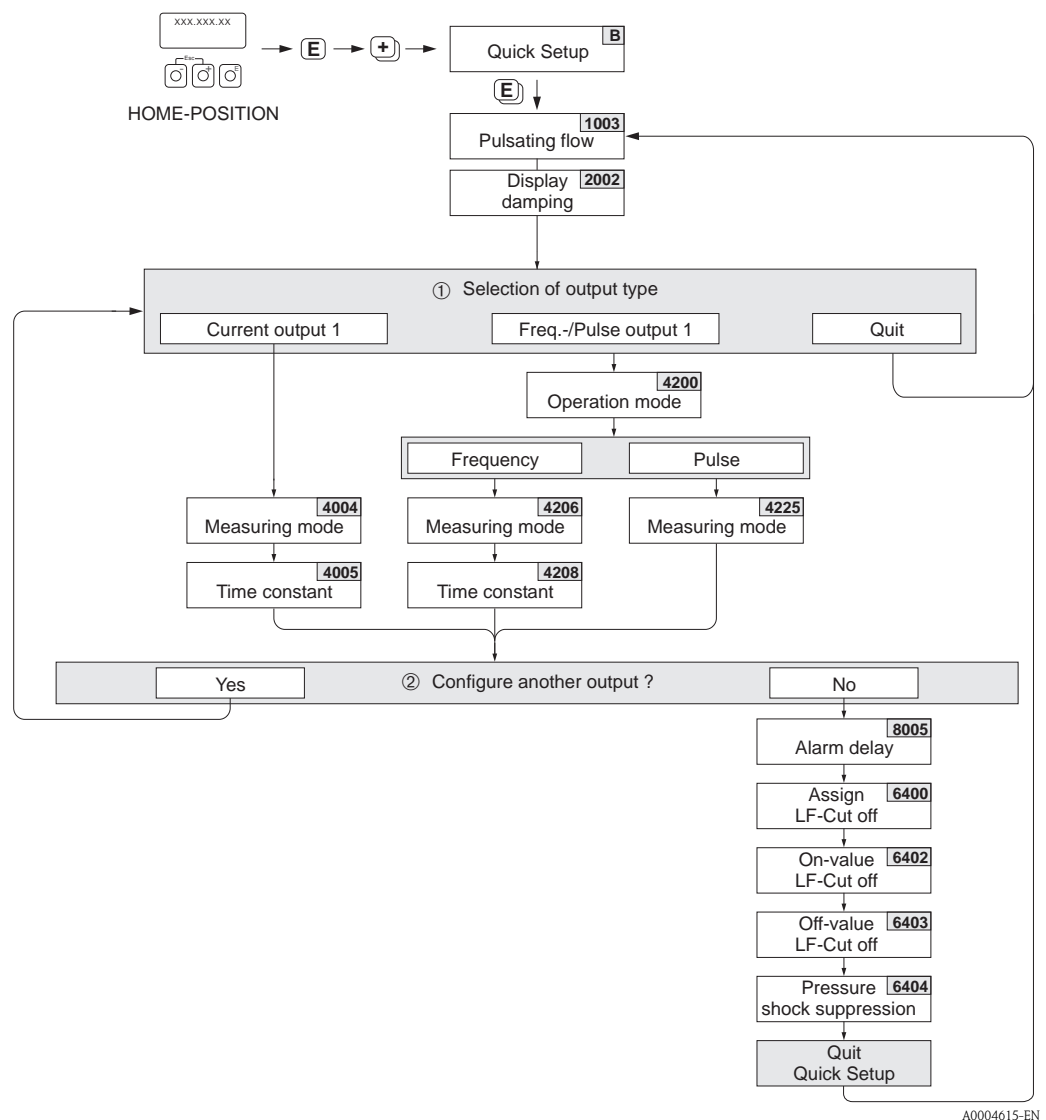 xxx.xxx.xx
Esc
- + E
HOME-POSITION
E
+
B
Quick Setup
E
1003
Pulsating flow
Display 2002
damping
① Selection of output type
Current output 1 Freq.-/Pulse output 1 Quit
4200
Operation mode
Frequency Pulse
4004 4206 4225
Measuring mode Measuring mode Measuring mode
4005 4208
Time constant Time constant
Yes ② Configure another output ? No
8005
Alarm delay
Assign 6400
LF-Cut off
On-value 6402
LF-Cut off
Off-value 6403
LF-Cut off
Pressure 6404
shock suppression
Quit
Quick Setup
A0004615-EN